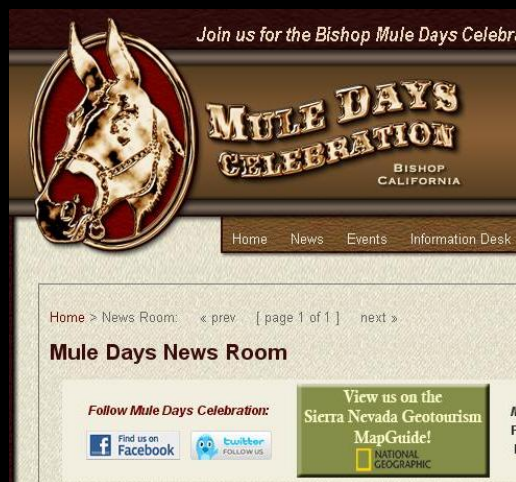 Join us for the Bishop Mule Days
MULE DAYS
CELEBRATION
BISHOP
CALIFORNIA
Home News Events Information Desk
Home > News Room: « prev [ page 1 of 1 ] next »
Mule Days News Room
Follow Mule Days Celebration:
Find us on
Facebook
twitter
FOLLOW US
View us on the
Sierra Nevada Geotourism
MapGuide!
NATIONAL
GEOGRAPHIC